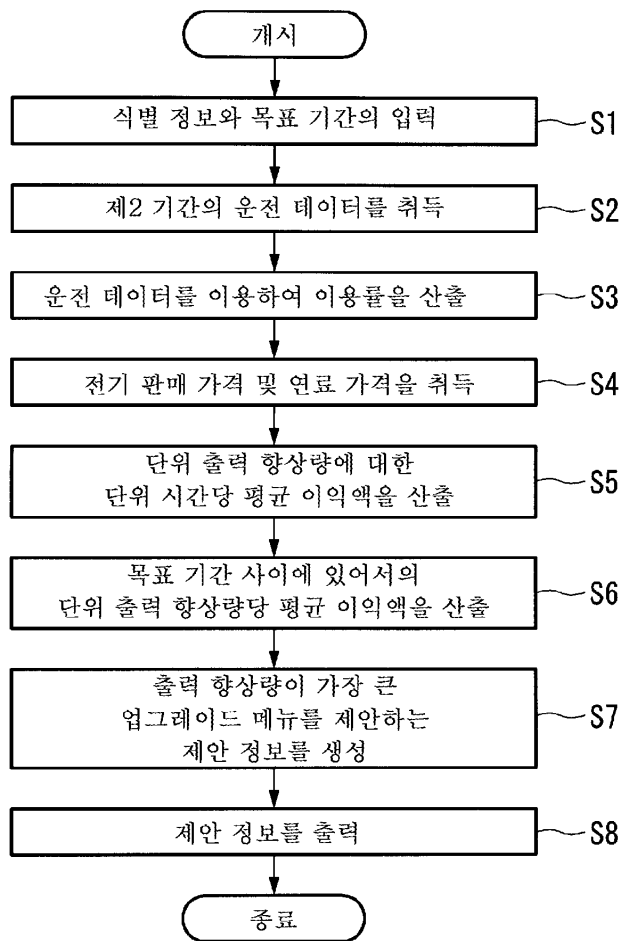 개시
식별 정보와 목표 기간의 입력
S1
제2 기간의 운전 데이터를 취득
S2
운전 데이터를 이용하여 이용률을 산출
S3
전기 판매 가격 및 연료 가격을 취득
S4
단위 출력 향상량에 대한
단위 시간당 평균 이익액을 산출
S5
목표 기간 사이에 있어서의
단위 출력 향상량당 평균 이익액을 산출
S6
출력 향상량이 가장 큰
업그레이드 메뉴를 제안하는
제안 정보를 생성
S7
제안 정보를 출력
S8
종료